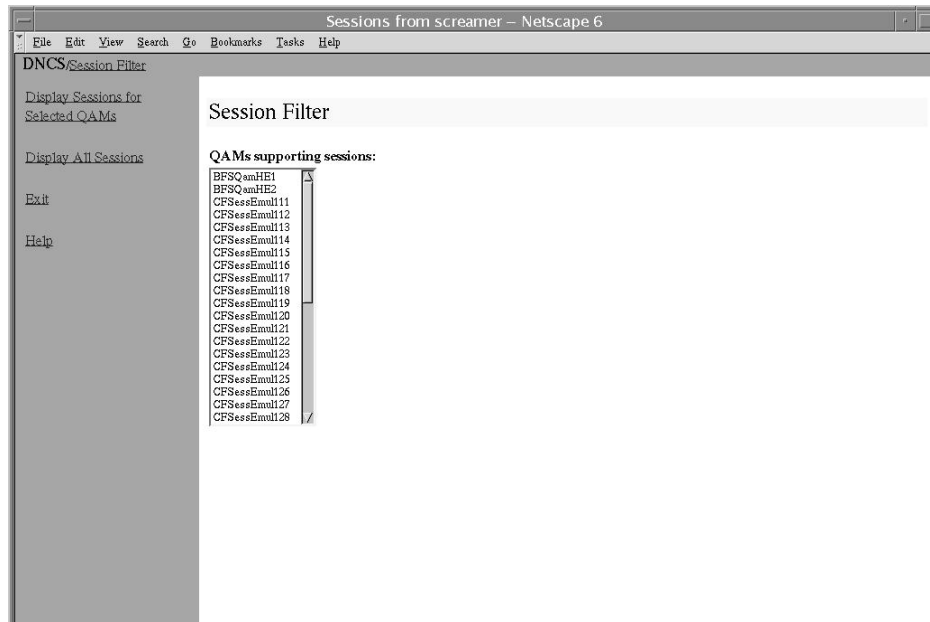 Sessions from screamer – Netscape 6
File Edit View Search Go Bookmarks Tasks Help
DNCS/Session Filter
Display Sessions for
Selected QAMs
Display All Sessions
Exit
Help
Session Filter
QAMs supporting sessions:
BFSQamHE1
BFSQamHE2
CFSessEmul111
CFSessEmul112
CFSessEmul113
CFSessEmul114
CFSessEmul115
CFSessEmul116
CFSessEmul117
CFSessEmul118
CFSessEmul119
CFSessEmul120
CFSessEmul121
CFSessEmul122
CFSessEmul123
CFSessEmul124
CFSessEmul125
CFSessEmul126
CFSessEmul127
CFSessEmul128